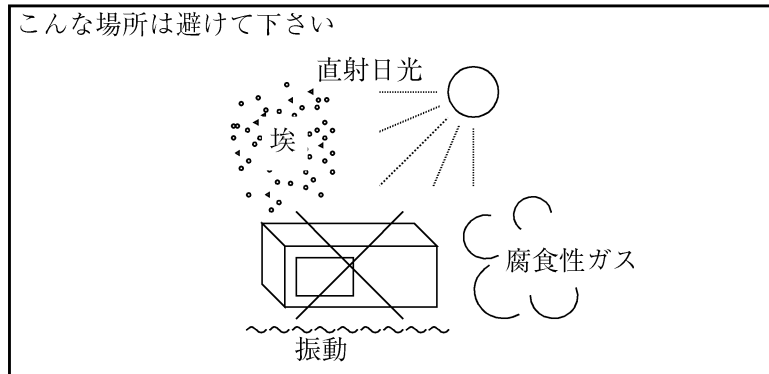 こんな場所は避けて下さい
直射日光
埃
腐食性ガス
振動